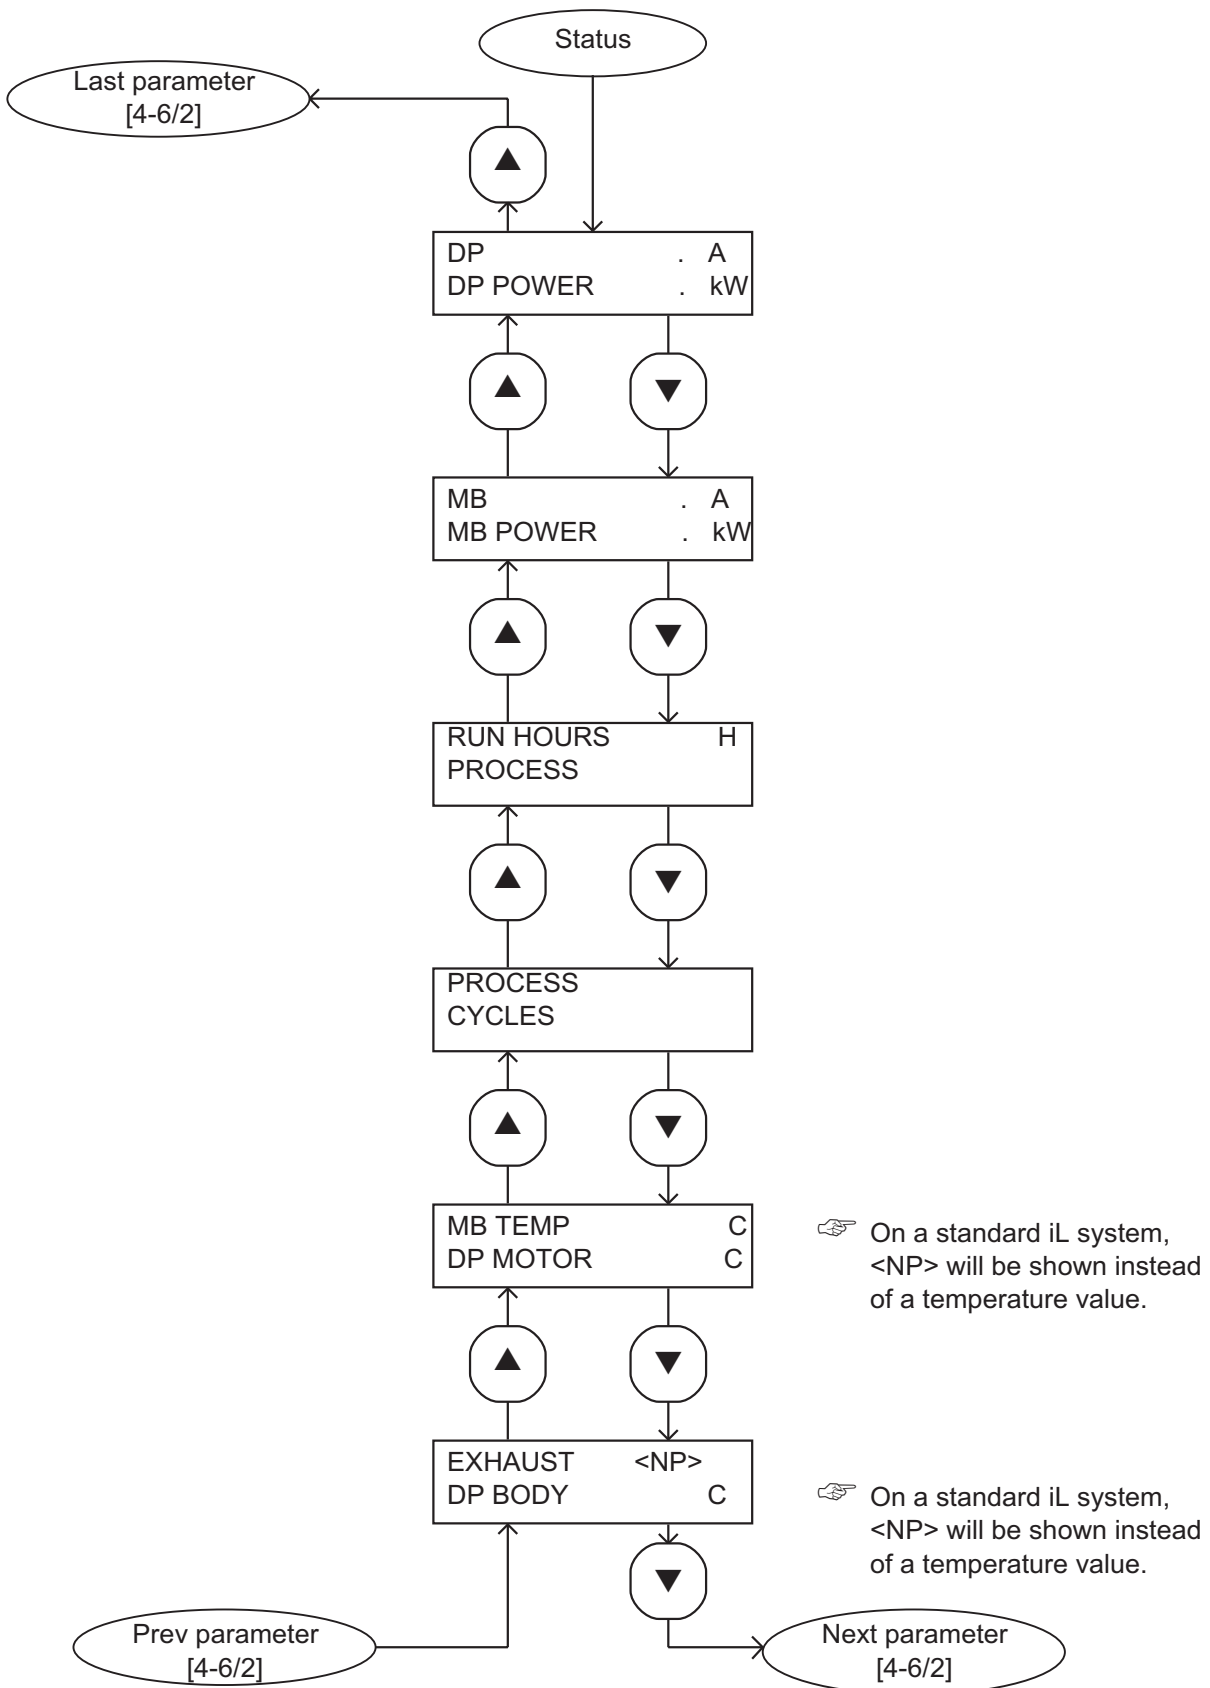 Status
Last parameter
[4-6/2]
DP . A
DP POWER . kW
MB . A
MB POWER . kW
RUN HOURS H
PROCESS
PROCESS
CYCLES
MB TEMP C
DP MOTOR C
☞ On a standard iL system,
<NP> will be shown instead
of a temperature value.
EXHAUST <NP>
DP BODY C
☞ On a standard iL system,
<NP> will be shown instead
of a temperature value.
Prev parameter
[4-6/2]
Next parameter
[4-6/2]